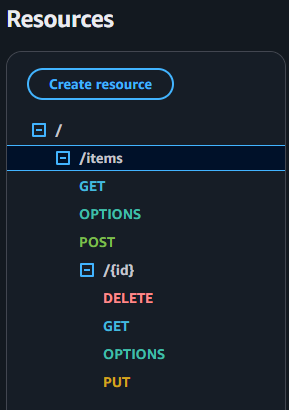 Resources
Create resource
/
/items
GET
OPTIONS
POST
/{id}
DELETE
GET
OPTIONS
PUT